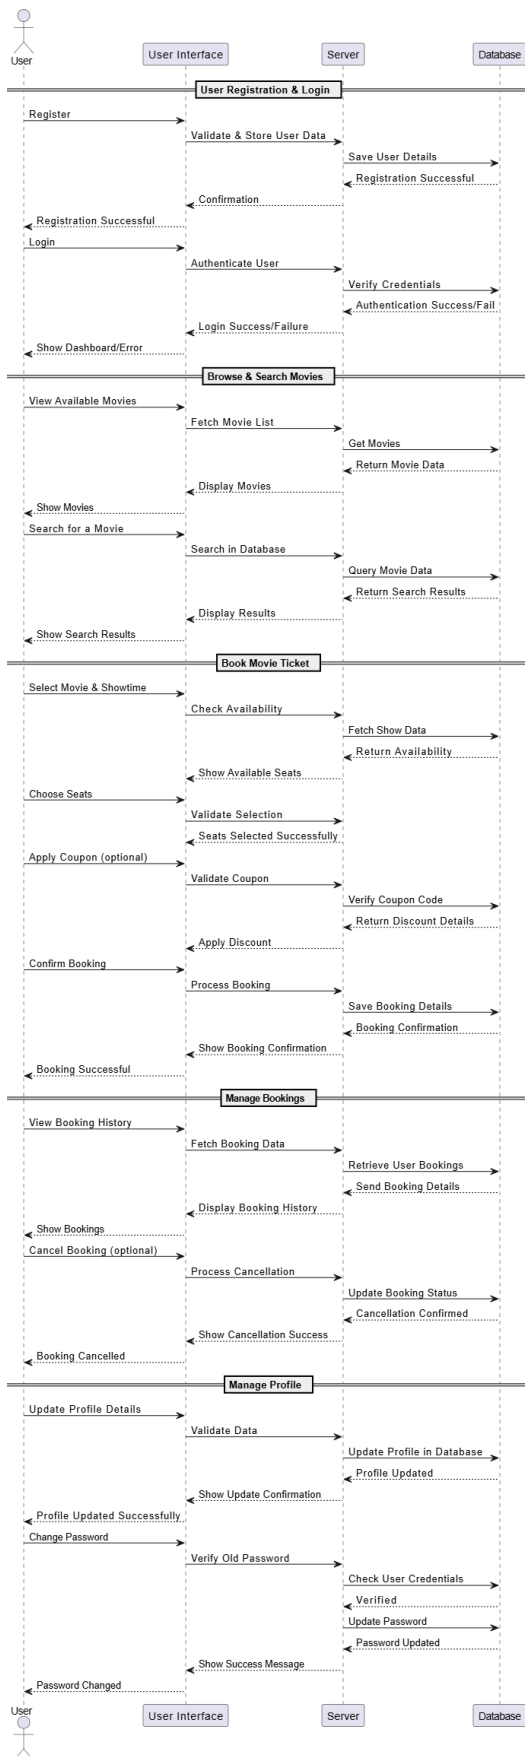 User
User Interface
Server
Database
User Registration & Login
Register
Validate & Store User Data
Save User Details
Registration Successful
Confirmation
Registration Successful
Login
Authenticate User
Verify Credentials
Authentication Success/Fail
Login Success/Failure
Show Dashboard/Error
Browse & Search Movies
View Available Movies
Fetch Movie List
Get Movies
Return Movie Data
Display Movies
Show Movies
Search for a Movie
Search in Database
Query Movie Data
Return Search Results
Display Results
Show Search Results
Book Movie Ticket
Select Movie & Showtime
Check Availability
Fetch Show Data
Return Availability
Show Available Seats
Choose Seats
Validate Selection
Seats Selected Successfully
Apply Coupon (optional)
Validate Coupon
Verify Coupon Code
Return Discount Details
Apply Discount
Confirm Booking
Process Booking
Save Booking Details
Booking Confirmation
Show Booking Confirmation
Booking Successful
Manage Bookings
View Booking History
Fetch Booking Data
Retrieve User Bookings
Send Booking Details
Display Booking History
Show Bookings
Cancel Booking (optional)
Process Cancellation
Update Booking Status
Cancellation Confirmed
Show Cancellation Success
Booking Cancelled
Manage Profile
Update Profile Details
Validate Data
Update Profile in Database
Profile Updated
Show Update Confirmation
Profile Updated Successfully
Change Password
Verify Old Password
Check User Credentials
Verified
Update Password
Password Updated
Show Success Message
Password Changed
User
User Interface
Server
Database